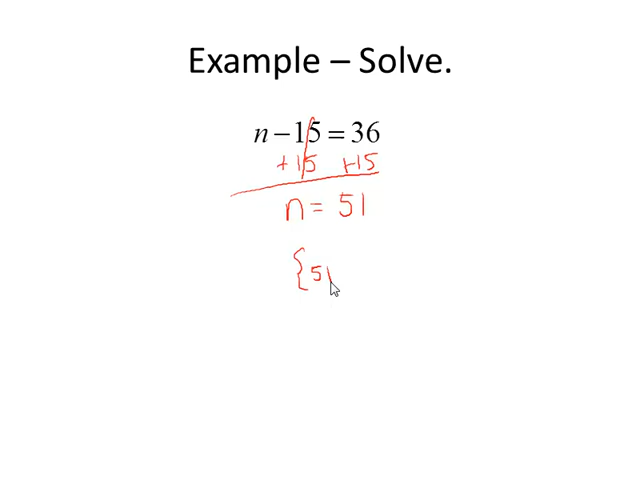 Example – Solve.
n − 15 = 36
+15 +15
n = 51
{51